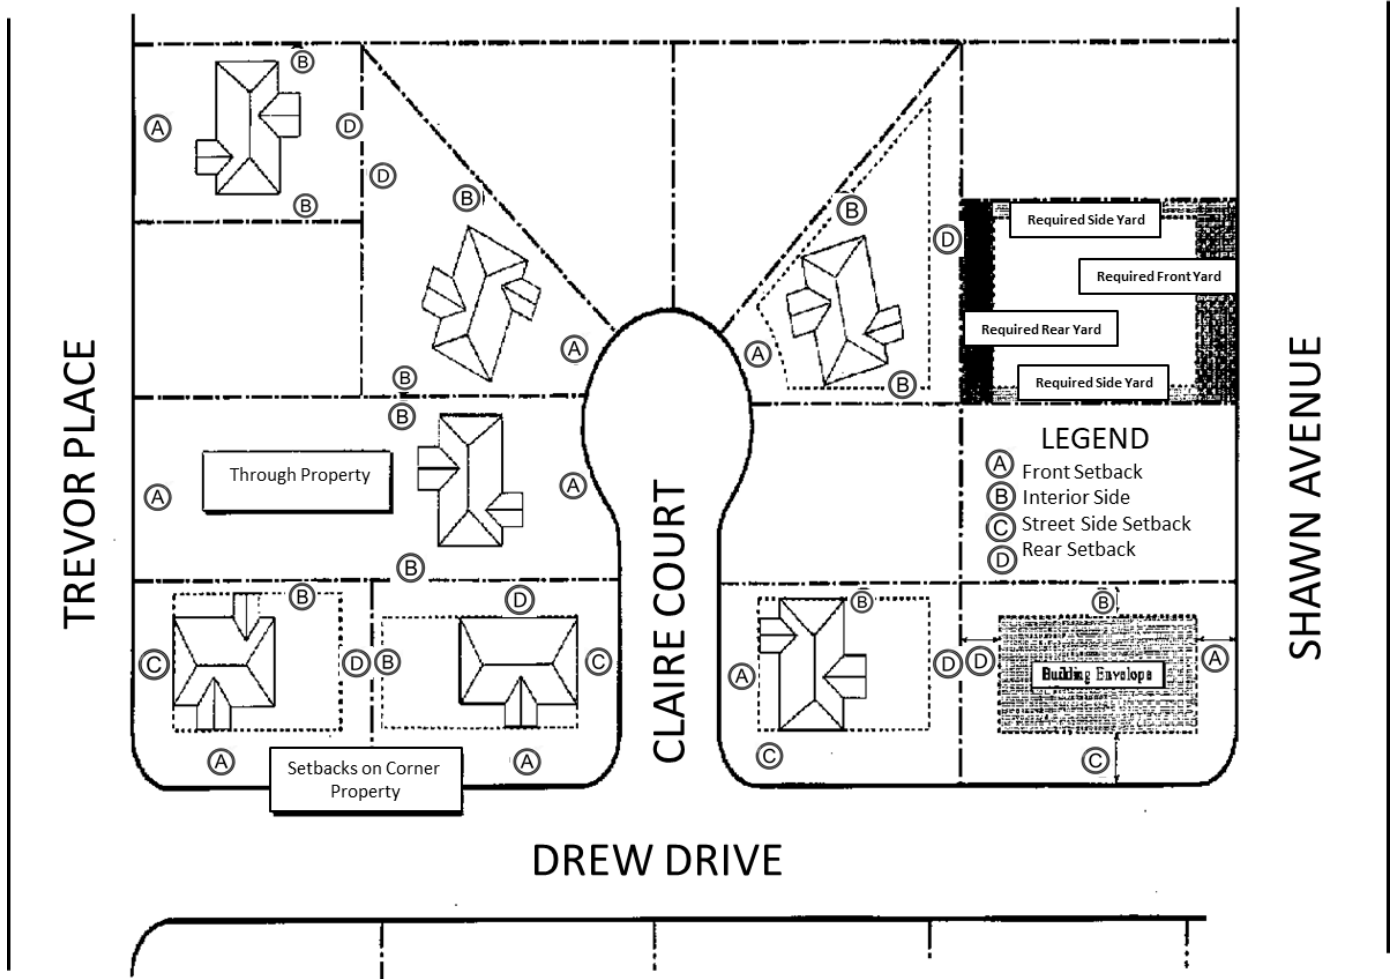 B
A
D
D
B
B
B
D
B
Required Side Yard
Required Front Yard
Required Rear Yard
Required Side Yard
A
A
B
B
B
TREVOR PLACE
Through Property
A
A
B
CLAIRE COURT
LEGEND
A Front Setback
B Interior Side
C Street Side Setback
D Rear Setback
SHAWN AVENUE
B
D
B
B
C
D
B
C
A
D
D
Building Envelope
A
A
A
C
C
Setbacks on Corner
Property
DREW DRIVE